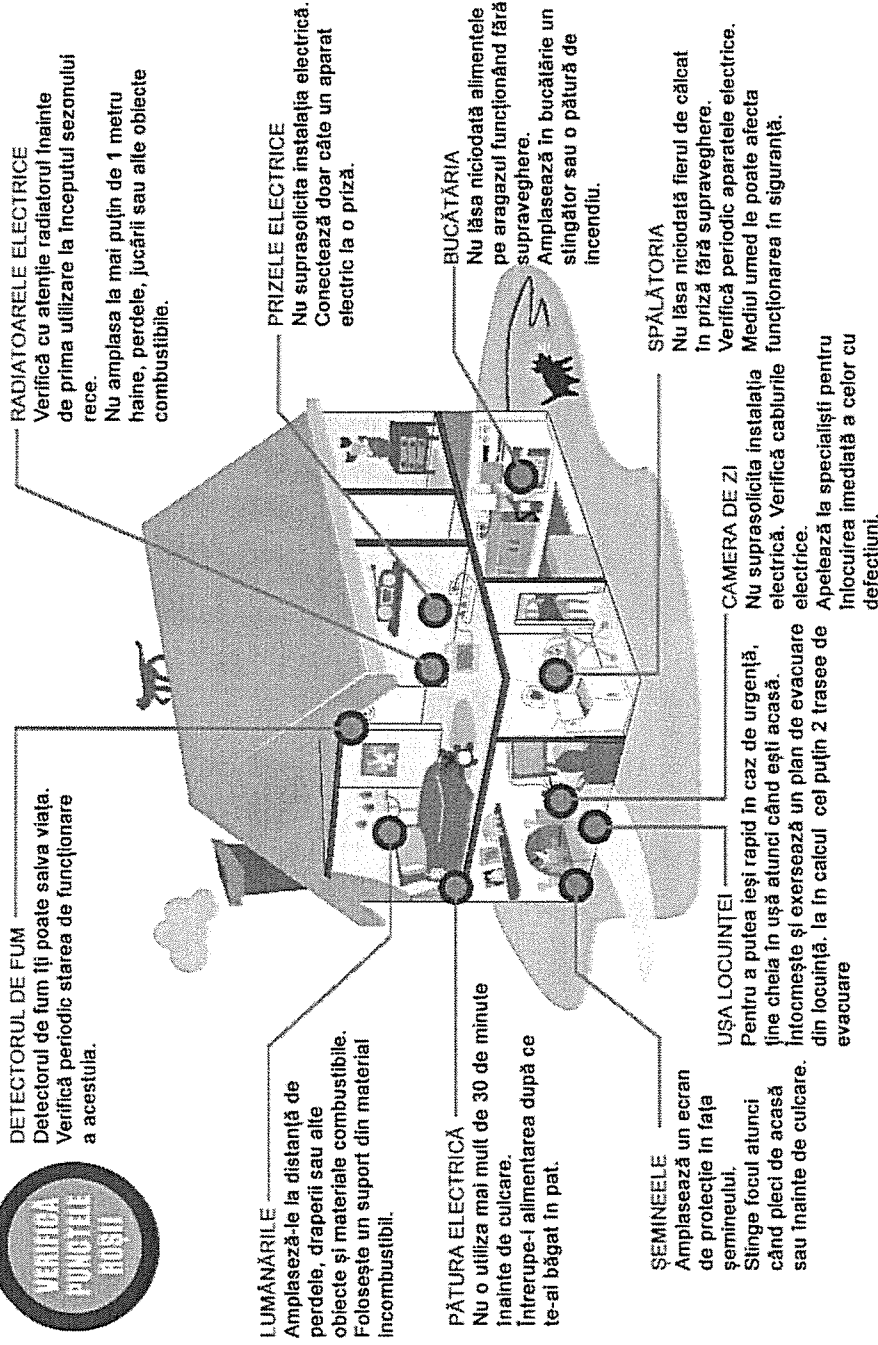 VERIFICĂ
PUNCTELE
ROȘII
DETECTORUL DE FUM
Detectorul de fum îți poate salva viața.
Verifică periodic starea de funcționare
a acestuia.
RADIATOARELE ELECTRICE
Verifică cu atenție radiatorul înainte
de prima utilizare la începutul sezonului
rece.
Nu amplasa la mai puțin de 1 metru
haine, perdele, jucării sau alte obiecte
combustibile.
LUMÂNĂRILE
Amplaseză-le la distanță de
perdele, draperii sau alte
obiecte și materiale combustibile.
Folosește un suport din material
incombustibil.
PRIZELE ELECTRICE
Nu suprasolicita instalația electrică.
Conectează doar câte un aparat
electric la o priză.
PĂTURA ELECTRICĂ
Nu o utiliza mai mult de 30 de minute
înainte de culcare.
Întrerupe-i alimentarea după ce
te-ai băgat în pat.
BUCĂTĂRIA
Nu lăsa niciodată alimentele
pe aragazul funcționând fără
supraveghere.
Amplasează în bucătărie un
stingător sau o pătură de
incendiu.
ȘEMINEELE
Amplasează un ecran
de protecție în fața
șemineului.
Stinge focul atunci
când pleci de acasă
sau înainte de culcare.
UȘA LOCUINȚEI
Pentru a putea ieși rapid în caz de urgență,
ține cheia în ușă atunci când ești acasă.
Întocmește și exersează un plan de evacuare
din locuință. Ia în calcul cel puțin 2 trasee de
evacuare
CAMERA DE ZI
Nu suprasolicita instalația
electrică. Verifică cablurile
electrice.
Apelează la specialiști pentru
înlocuirea imediată a celor cu
defecțiuni.
SPĂLĂTORIA
Nu lăsa niciodată fierul de călcat
în priză fără supraveghere.
Verifică periodic aparatele electrice.
Mediul umed le poate afecta
funcționarea în siguranță.